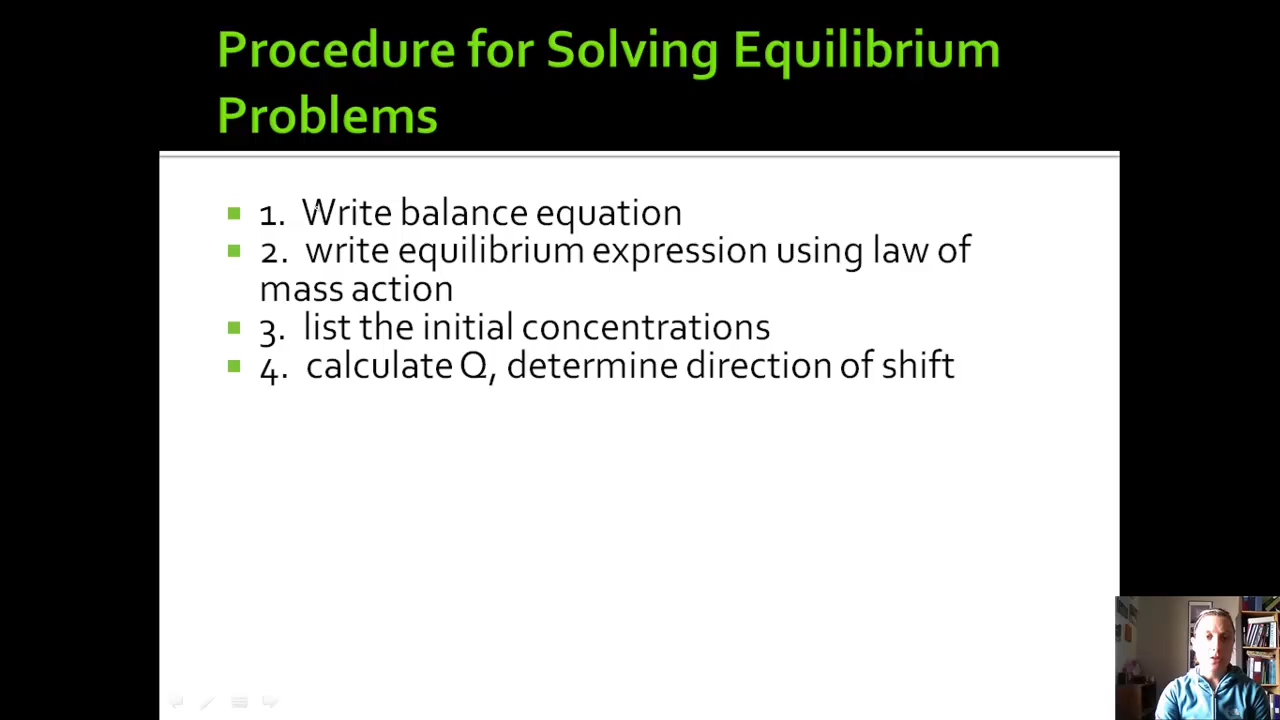 Procedure for Solving Equilibrium
Problems
1. Write balance equation
2. write equilibrium expression using law of
mass action
3. list the initial concentrations
4. calculate Q, determine direction of shift